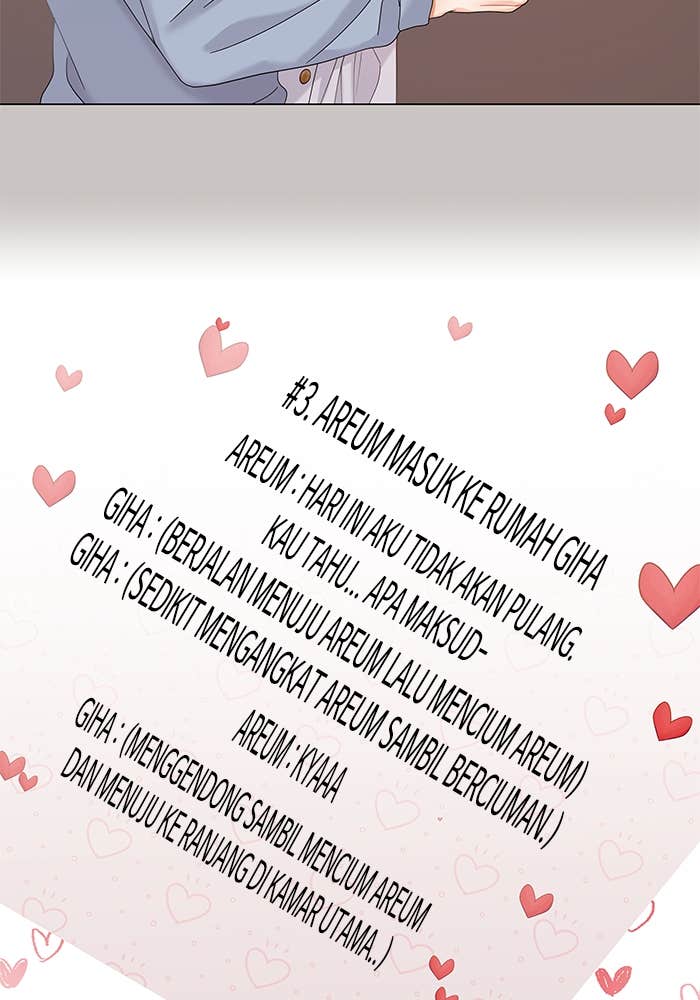 #3. AREUM MASUK KE RUMAH GIHA
AREUM : HARI INI AKU TIDAK AKAN PULANG.
KAU TAHU... APA MAKSUD-
GIHA : (BERJALAN MENUJU AREUM LALU MENCIUM AREUM)
GIHA : (SEDIKIT MENGANGKAT AREUM SAMBIL BERCIUMAN.)
AREUM : KYAAA
GIHA : (MENGGENDONG SAMBIL MENCIUM AREUM
DAN MENUJU KE RANJANG DI KAMAR UTAMA..)